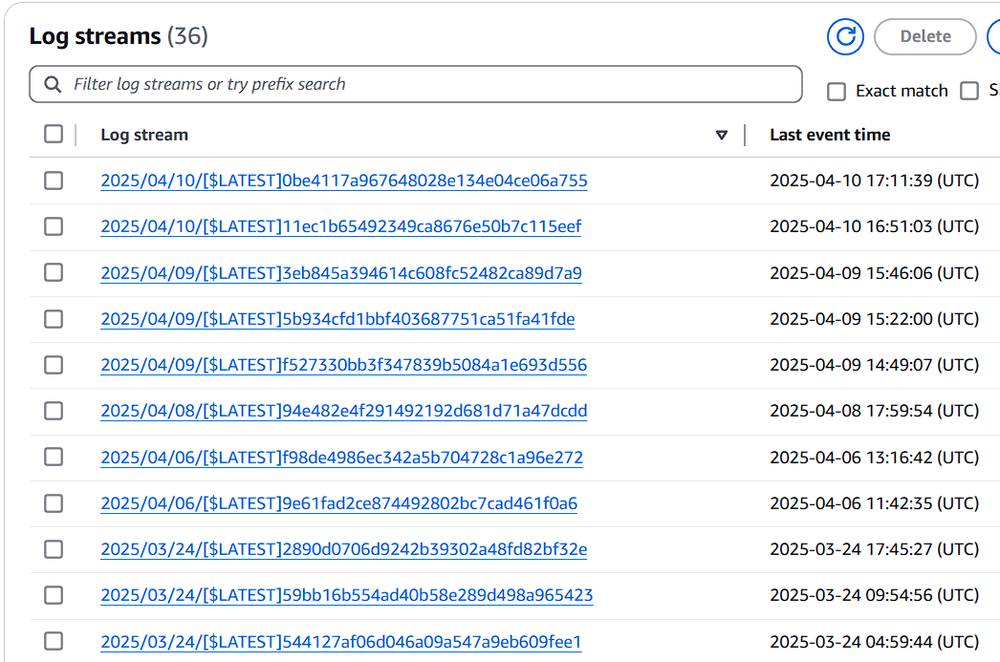 Log streams (36)
Delete
Filter log streams or try prefix search
Exact match
Log stream Last event time
2025/04/10/[$LATEST]0be4117a967648028e134e04ce06a755 2025-04-10 17:11:39 (UTC)
2025/04/10/[$LATEST]11ec1b65492349ca8676e50b7c115eef 2025-04-10 16:51:03 (UTC)
2025/04/09/[$LATEST]3eb845a394614c608fc52482ca89d7a9 2025-04-09 15:46:06 (UTC)
2025/04/09/[$LATEST]5b934cfd1bbf403687751ca51fa41fde 2025-04-09 15:22:00 (UTC)
2025/04/09/[$LATEST]f527330bb3f347839b5084a1e693d556 2025-04-09 14:49:07 (UTC)
2025/04/08/[$LATEST]94e482e4f291492192d681d71a47dcdd 2025-04-08 17:59:54 (UTC)
2025/04/06/[$LATEST]f98de4986ec342a5b704728c1a96e272 2025-04-06 13:16:42 (UTC)
2025/04/06/[$LATEST]9e61fad2ce874492802bc7cad461f0a6 2025-04-06 11:42:35 (UTC)
2025/03/24/[$LATEST]2890d0706d9242b39302a48fd82bf32e 2025-03-24 17:45:27 (UTC)
2025/03/24/[$LATEST]59bb16b554ad40b58e289d498a965423 2025-03-24 09:54:56 (UTC)
2025/03/24/[$LATEST]544127af06d046a09a547a9eb609fee1 2025-03-24 04:59:44 (UTC)